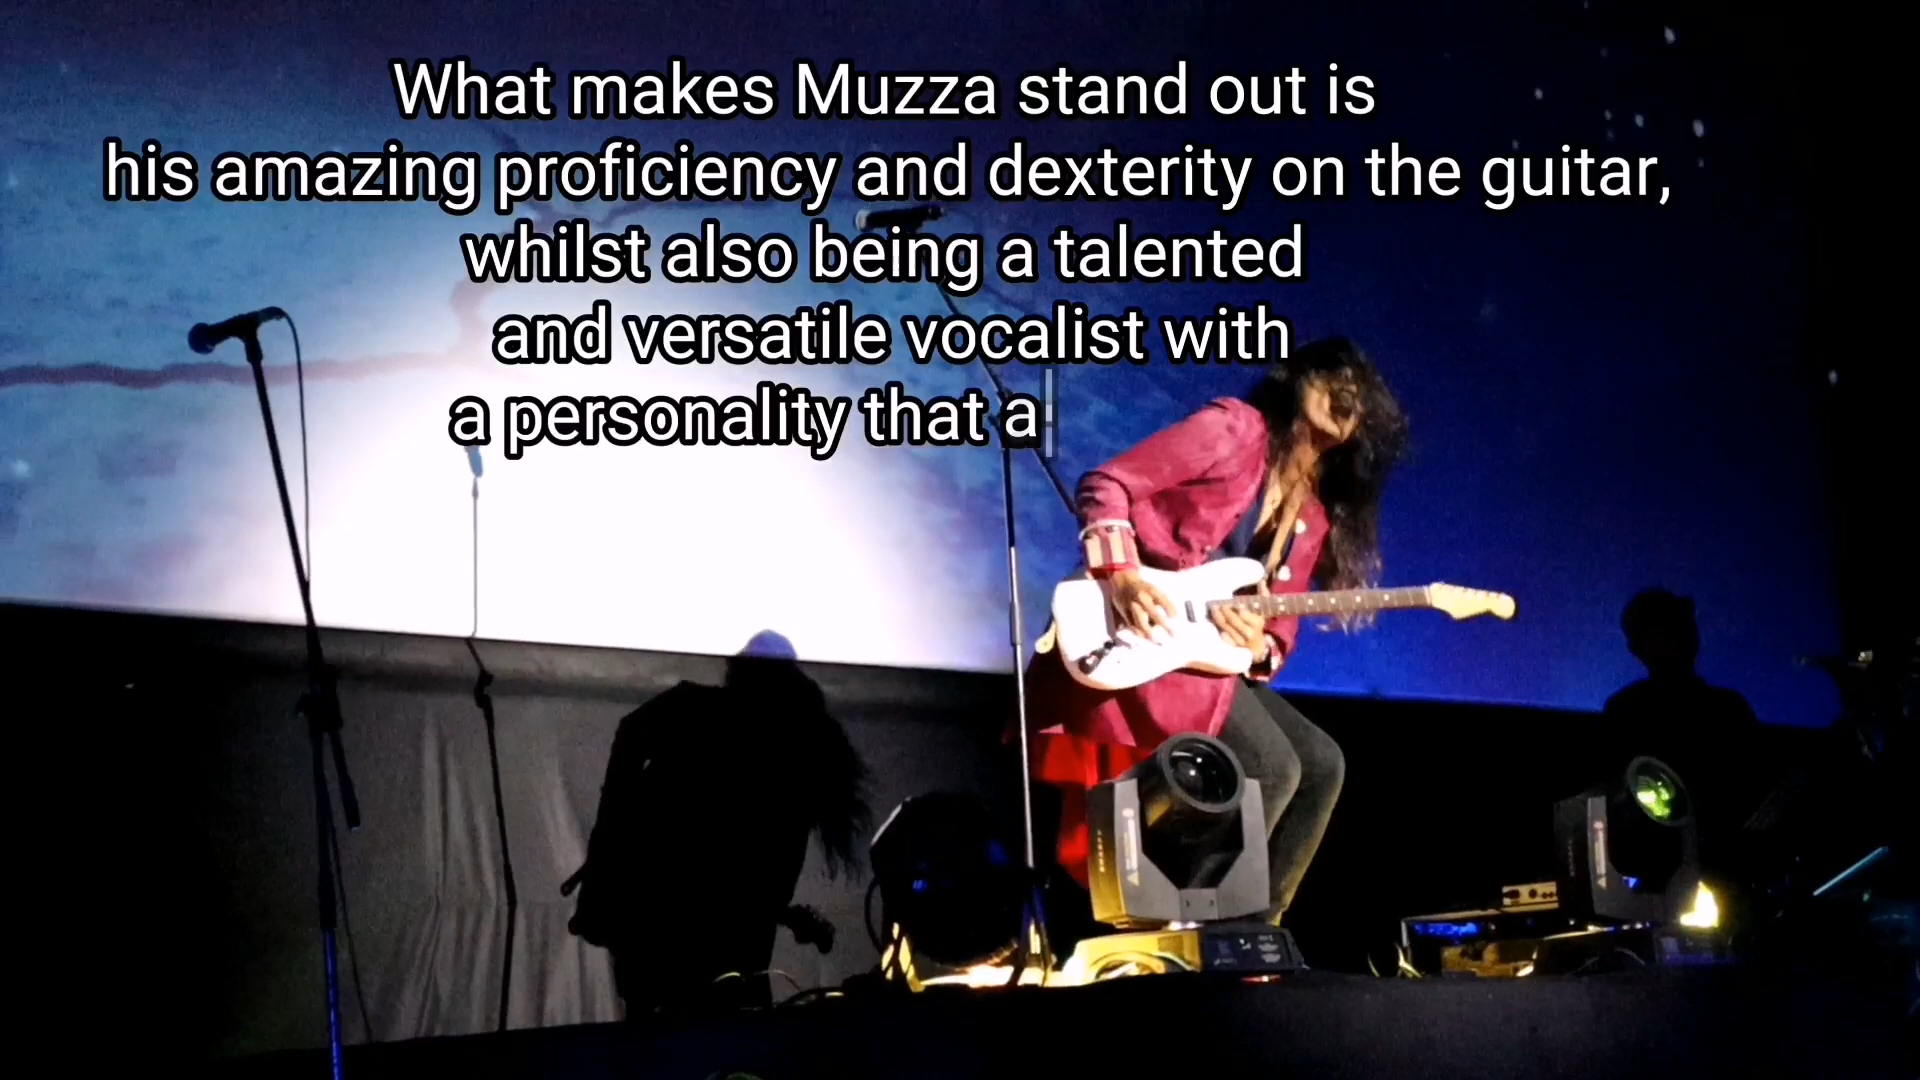 What makes Muzza stand out is
his amazing proficiency and dexterity on the guitar,
whilst also being a talented
and versatile vocalist with
a personality that a